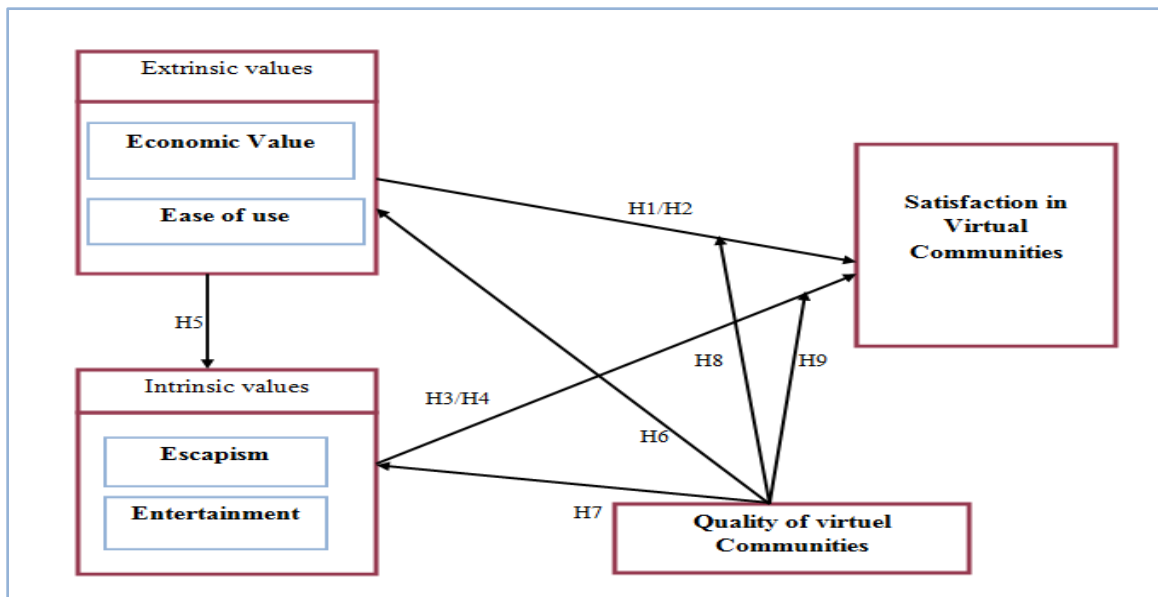 Extrinsic values
Economic Value
Ease of use
H1/H2
Satisfaction in
Virtual
Communities
H5
Intrinsic values
Escapism
Entertainment
H3/H4
H8
H9
H6
H7
Quality of virtuel
Communities